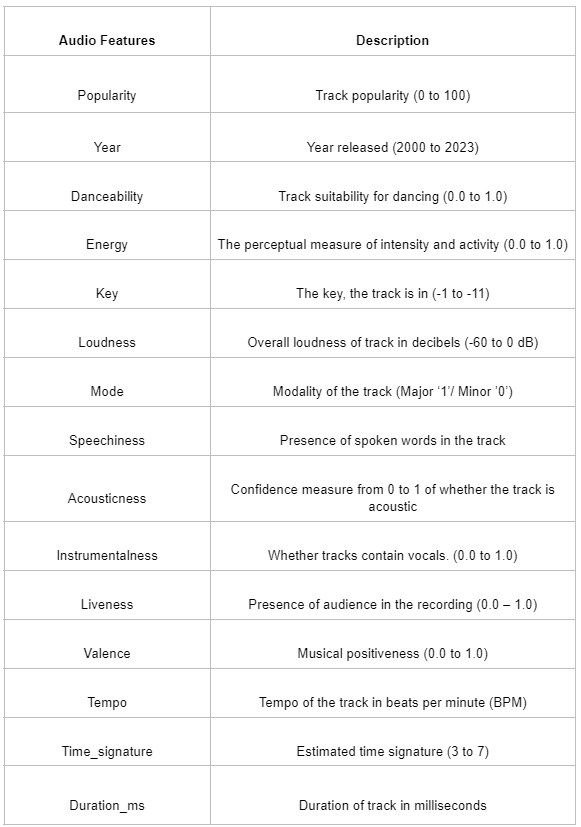 Audio Features Description
Popularity Track popularity (0 to 100)
Year Year released (2000 to 2023)
Danceability Track suitability for dancing (0.0 to 1.0)
Energy The perceptual measure of intensity and activity (0.0 to 1.0)
Key The key, the track is in (-1 to -11)
Loudness Overall loudness of track in decibels (-60 to 0 dB)
Mode Modality of the track (Major ‘1’/ Minor ’0’)
Speechiness Presence of spoken words in the track
Acousticness Confidence measure from 0 to 1 of whether the track is
acoustic
Instrumentalness Whether tracks contain vocals. (0.0 to 1.0)
Liveness Presence of audience in the recording (0.0 – 1.0)
Valence Musical positiveness (0.0 to 1.0)
Tempo Tempo of the track in beats per minute (BPM)
Time_signature Estimated time signature (3 to 7)
Duration_ms Duration of track in milliseconds